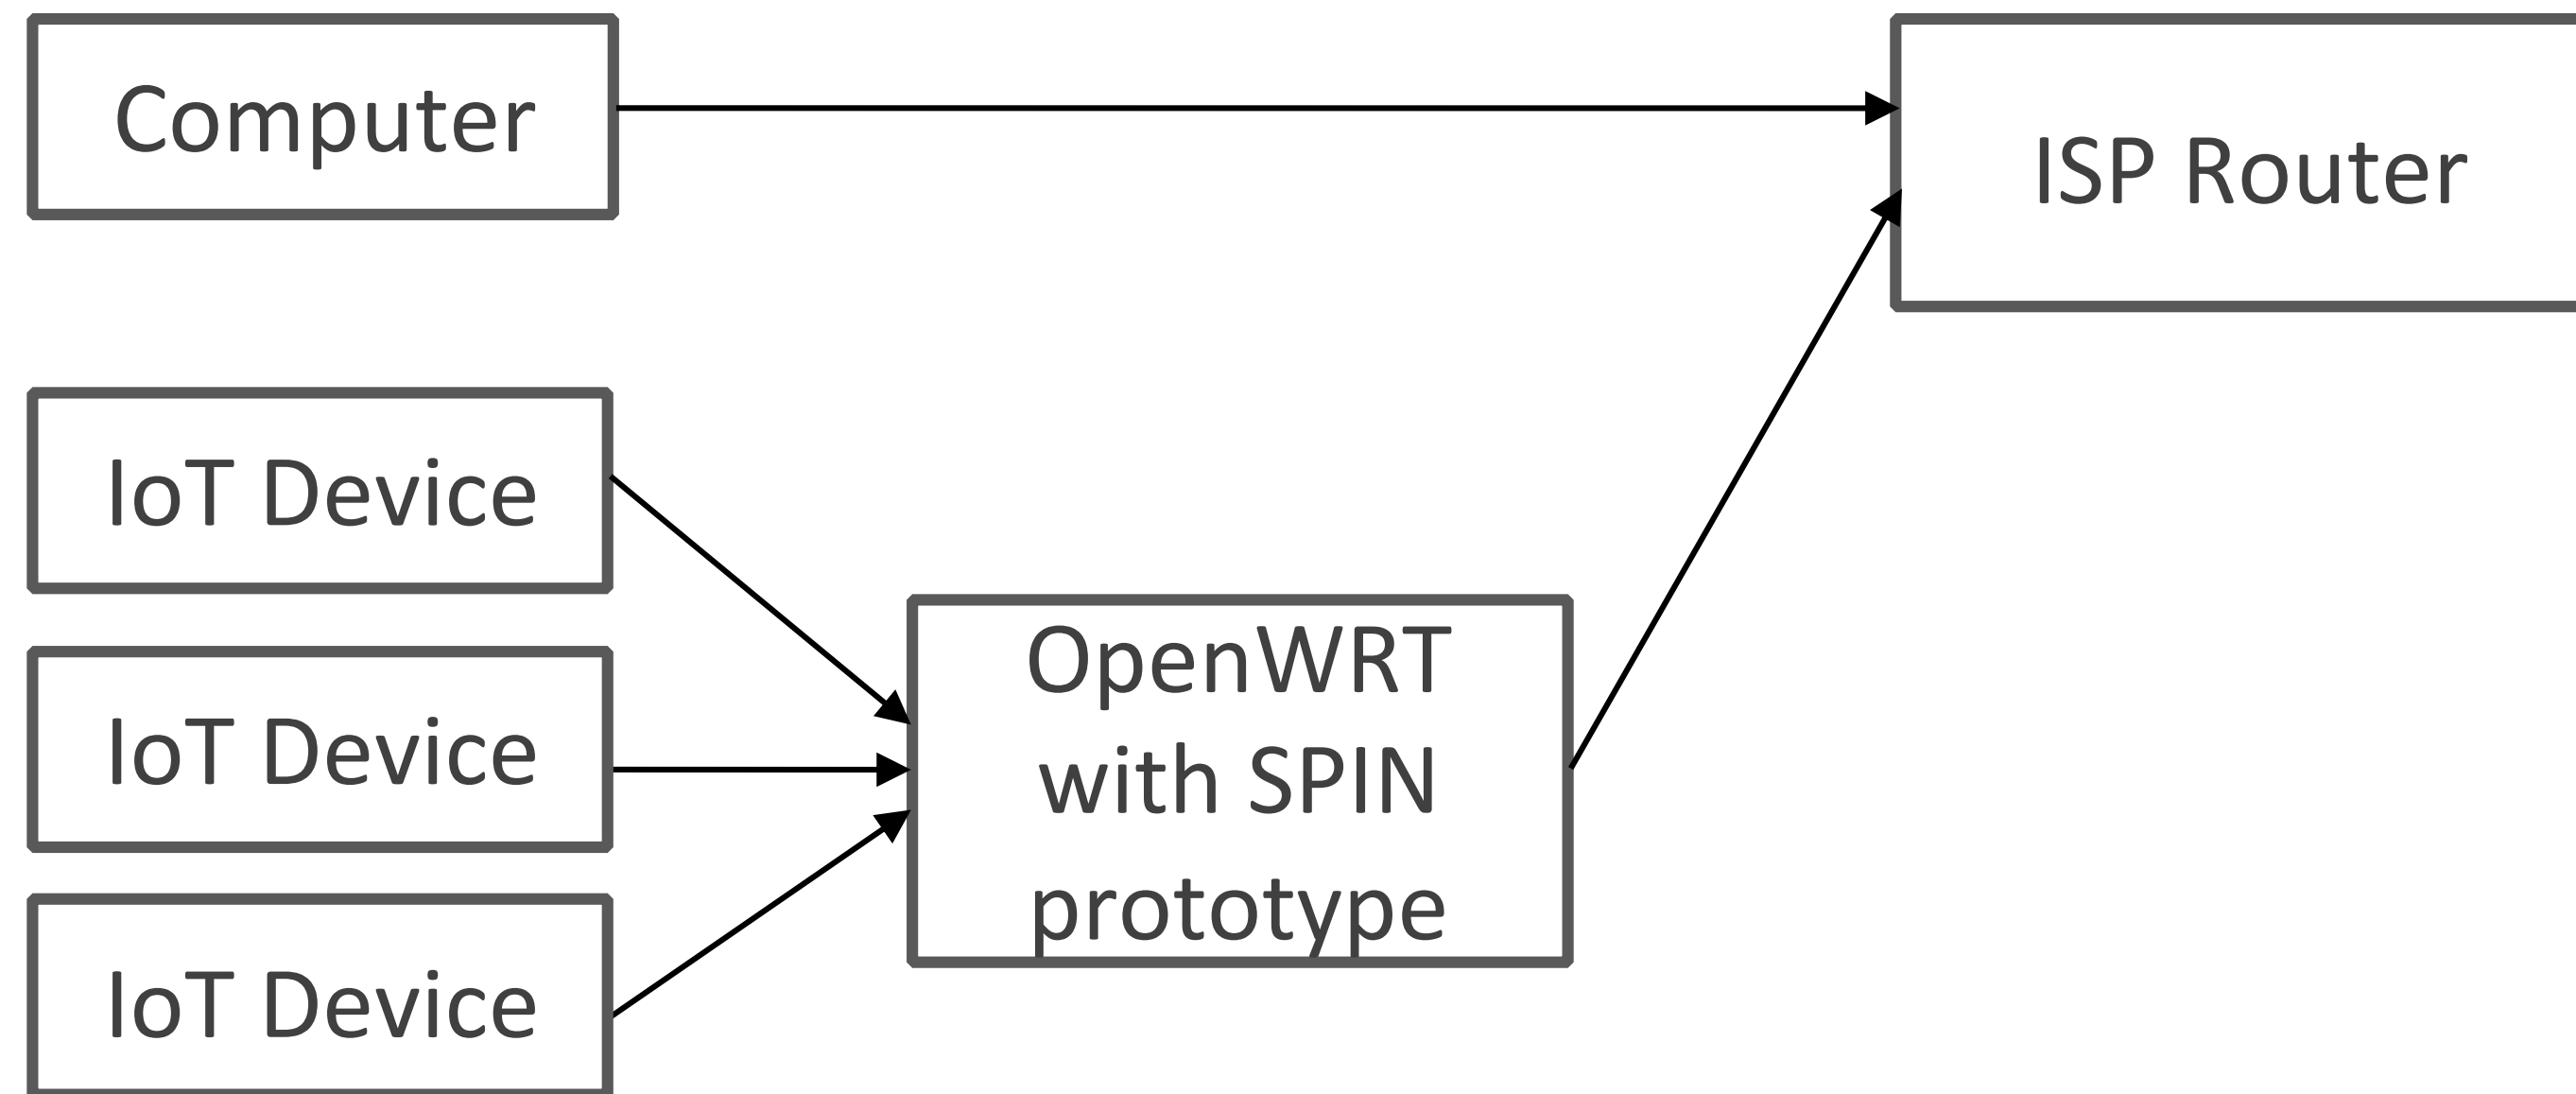 Computer
ISP Router
IoT Device
IoT Device
IoT Device
OpenWRT
with SPIN
prototype